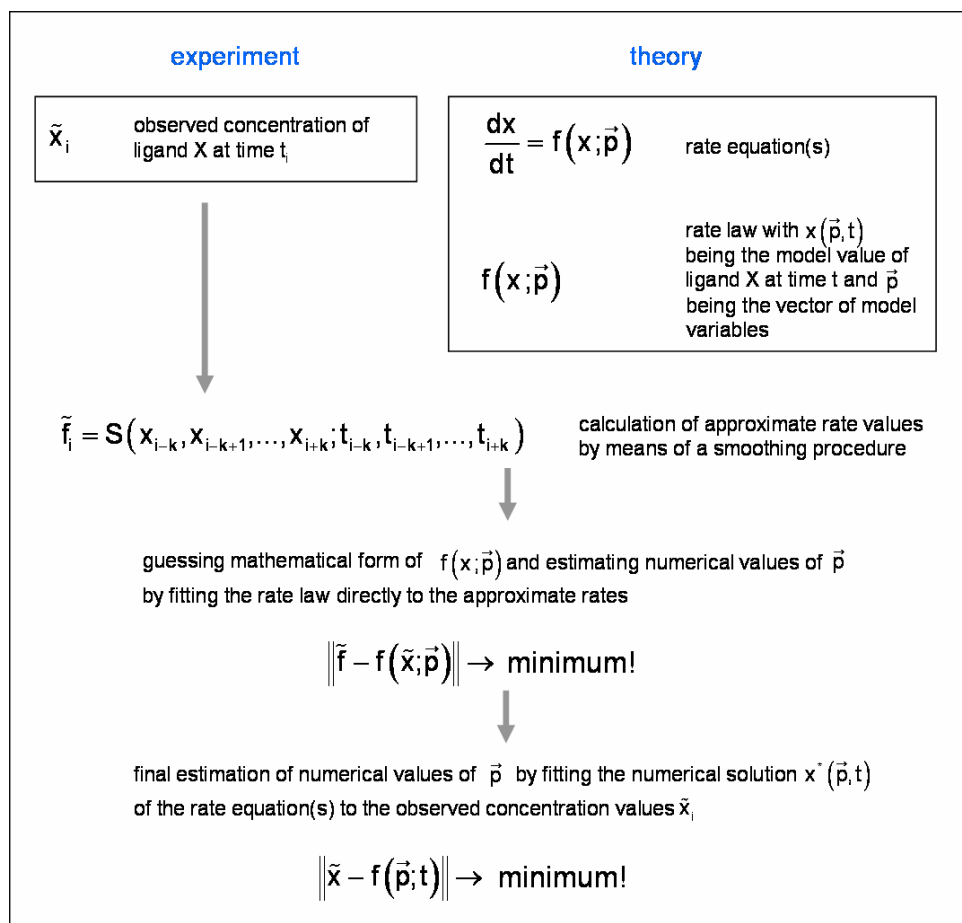 experiment
theory
x̃ᵢ
observed concentration of
ligand X at time tᵢ
dx/dt = f(x;p⃗)
rate equation(s)
f(x;p⃗)
rate law with x(p⃗,t)
being the model value of
ligand X at time t and p⃗
being the vector of model
variables
f̃ᵢ = S(xᵢ₋ₖ,xᵢ₋ₖ₊₁,...,xᵢ₊ₖ;tᵢ₋ₖ,tᵢ₋ₖ₊₁,...,tᵢ₊ₖ)
calculation of approximate rate values
by means of a smoothing procedure
guessing mathematical form of f(x;p⃗) and estimating numerical values of p⃗
by fitting the rate law directly to the approximate rates
‖f̃ − f(x̃;p⃗)‖ → minimum!
final estimation of numerical values of p⃗ by fitting the numerical solution x*(p⃗,t)
of the rate equation(s) to the observed concentration values x̃ᵢ
‖x̃ − f(p⃗;t)‖ → minimum!